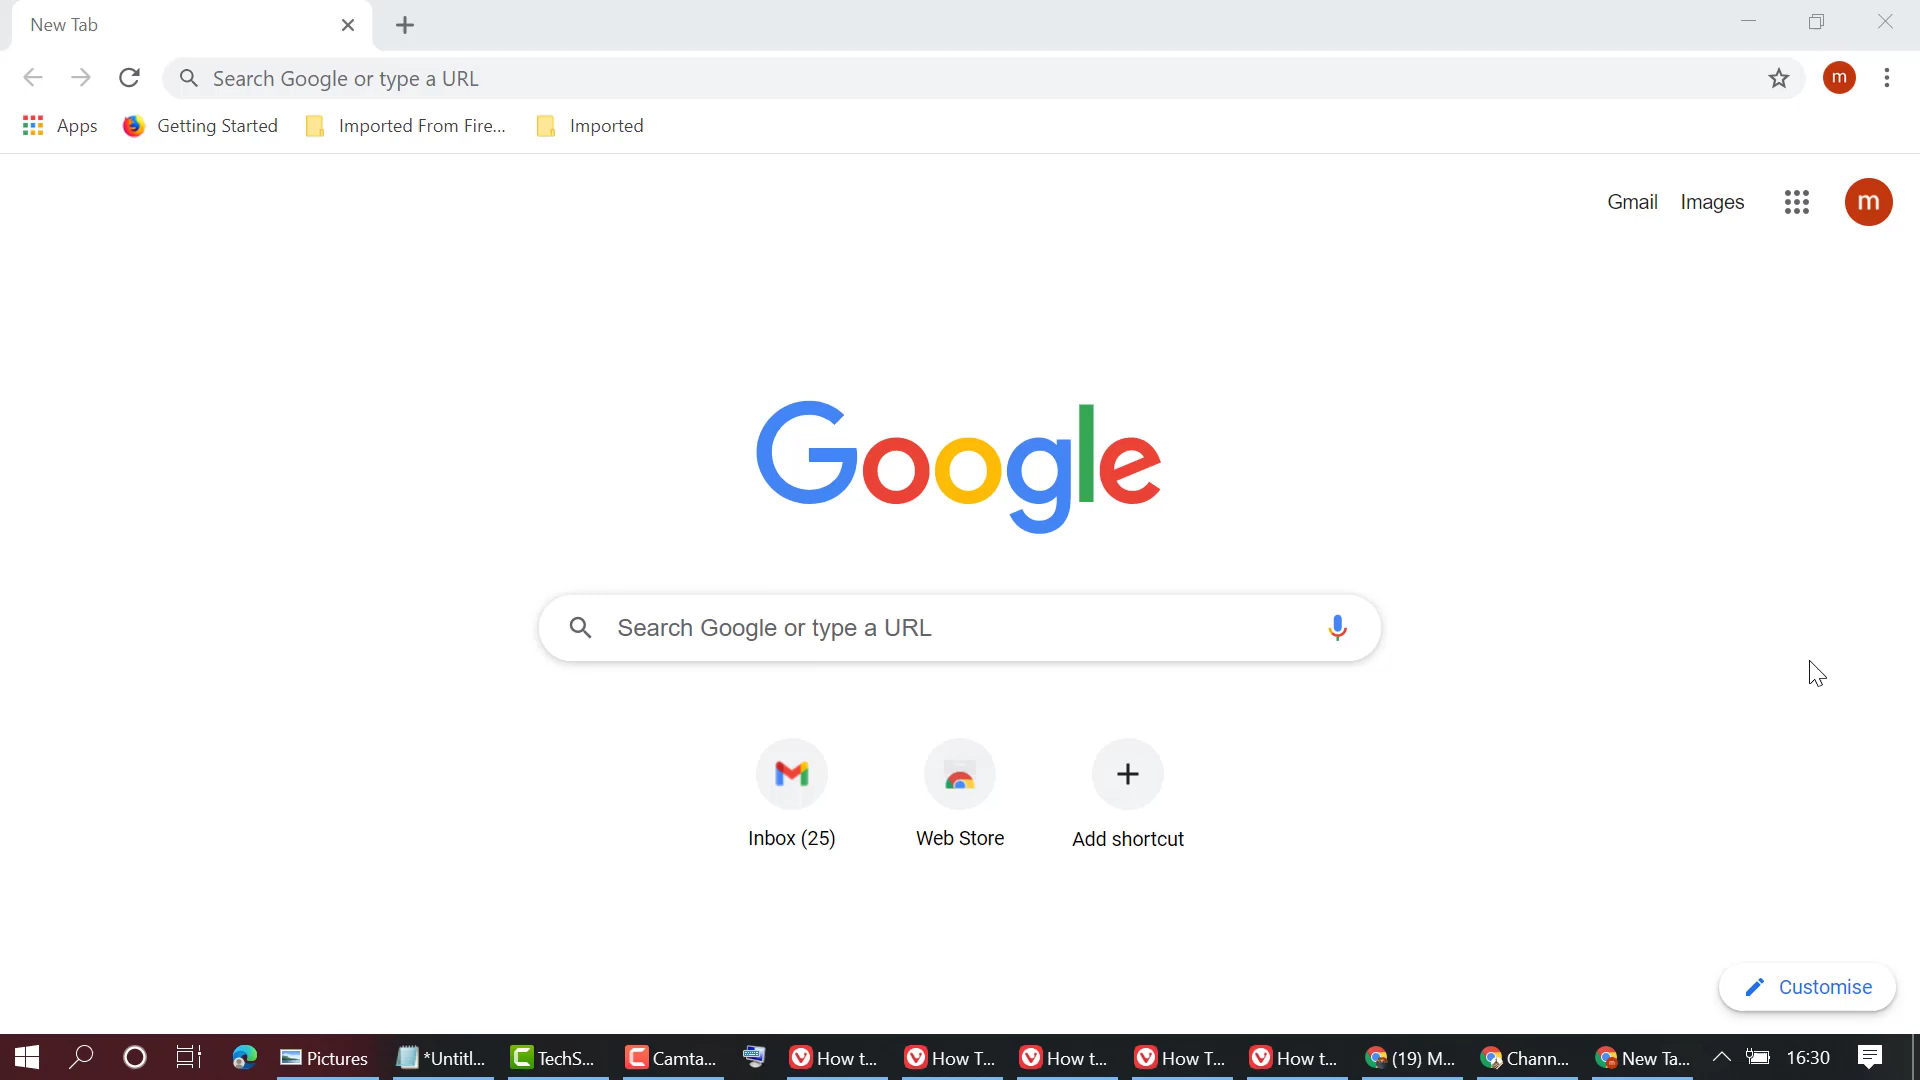 New Tab
Search Google or type a URL
m
Apps
Getting Started
Imported From Fire...
Imported
Gmail
Images
m
Google
Search Google or type a URL
Inbox (25)
Web Store
Add shortcut
Customise
Pictures
*Untitl...
TechS...
Camta...
How t...
How T...
How t...
How T...
How t...
(19) M...
Chann...
New Ta...
16:30